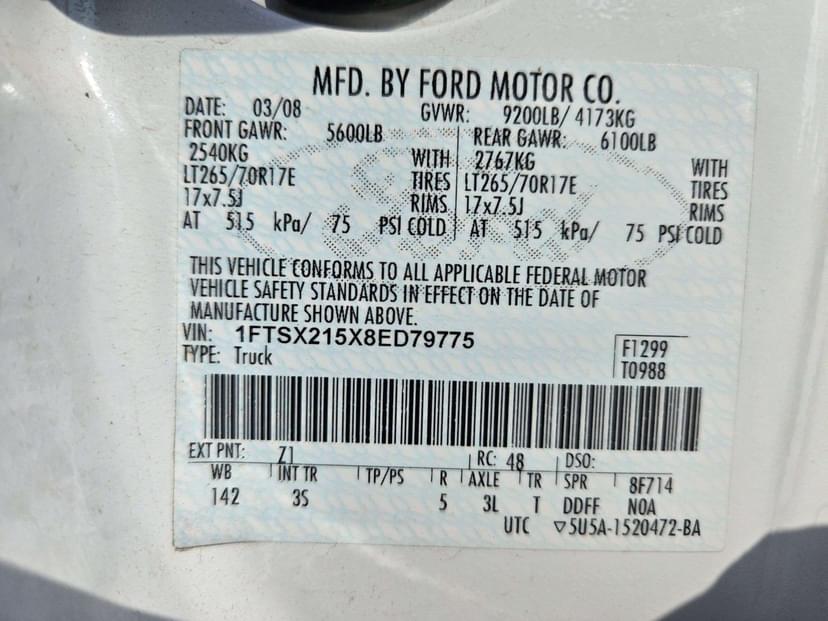 MFD. BY FORD MOTOR CO.
DATE: 03/08 GVWR: 9200LB/ 4173KG
FRONT GAWR: 5600LB REAR GAWR: 6100LB
2540KG WITH 2767KG WITH
LT265/70R17E TIRES LT265/70R17E TIRES
17x7.5J RIMS 17x7.5J RIMS
AT 515 kPa/ 75 PSI COLD AT 515 kPa/ 75 PSI COLD
THIS VEHICLE CONFORMS TO ALL APPLICABLE FEDERAL MOTOR
VEHICLE SAFETY STANDARDS IN EFFECT ON THE DATE OF
MANUFACTURE SHOWN ABOVE.
VIN: 1FTSX215X8ED79775
TYPE: Truck
F1299
T0988
EXT PNT: Z1 RC: 48 DSO:
WB INT TR TP/PS R AXLE TR SPR 8F714
142 3S 5 3L T DDFF NOA
UTC ▽5U5A-1520472-BA